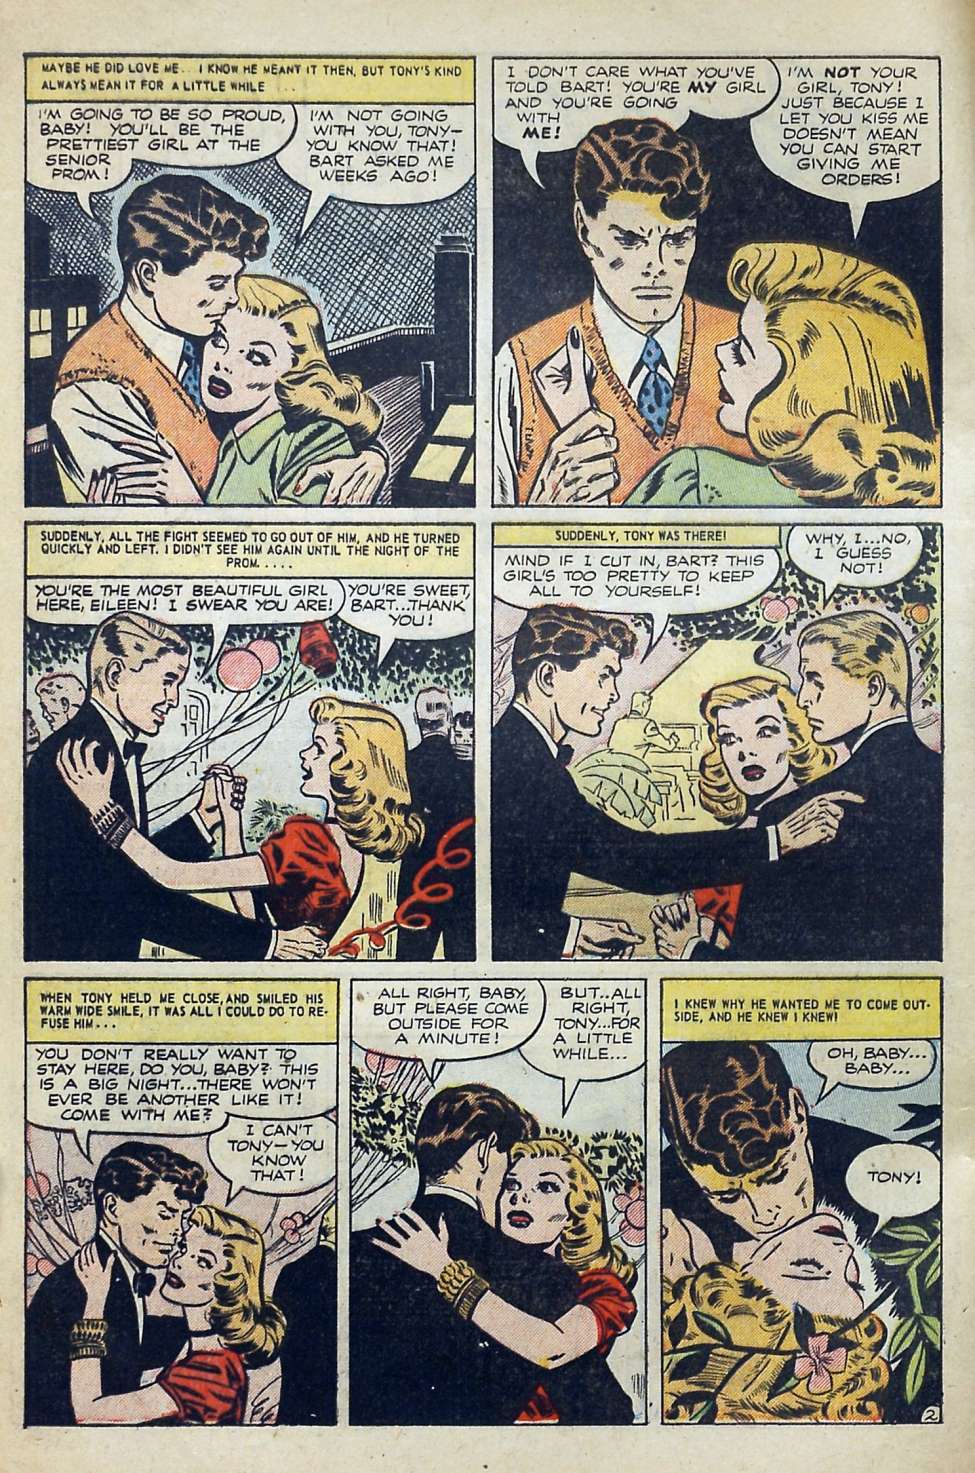 MAYBE HE DID LOVE ME... I KNOW HE MEANT IT THEN, BUT TONY'S KIND
ALWAYS MEAN IT FOR A LITTLE WHILE ...
I'M GOING TO BE SO PROUD,
BABY! YOU'LL BE THE
PRETTIEST GIRL AT THE
SENIOR
PROM!
I'M NOT GOING
WITH YOU, TONY—
YOU KNOW THAT!
BART ASKED ME
WEEKS AGO!
I DON'T CARE WHAT YOU'VE
TOLD BART! YOU'RE MY GIRL
AND YOU'RE GOING
WITH
ME!
I'M NOT YOUR
GIRL, TONY!
JUST BECAUSE I
LET YOU KISS ME
DOESN'T MEAN
YOU CAN START
GIVING ME
ORDERS!
SUDDENLY, ALL THE FIGHT SEEMED TO GO OUT OF HIM, AND HE TURNED
QUICKLY AND LEFT. I DIDN'T SEE HIM AGAIN UNTIL THE NIGHT OF THE
PROM.....
YOU'RE THE MOST BEAUTIFUL GIRL
HERE, EILEEN! I SWEAR YOU ARE!
YOU'RE SWEET,
BART...THANK
YOU!
SUDDENLY, TONY WAS THERE!
MIND IF I CUT IN, BART? THIS
GIRL'S TOO PRETTY TO KEEP
ALL TO YOURSELF!
WHY, I...NO,
I GUESS
NOT!
WHEN TONY HELD ME CLOSE, AND SMILED HIS
WARM WIDE SMILE, IT WAS ALL I COULD DO TO RE-
FUSE HIM...
YOU DON'T REALLY WANT TO
STAY HERE, DO YOU, BABY? THIS
IS A BIG NIGHT...THERE WON'T
EVER BE ANOTHER LIKE IT!
COME WITH ME?
I CAN'T
TONY—YOU
KNOW
THAT!
ALL RIGHT, BABY,
BUT PLEASE COME
OUTSIDE FOR
A MINUTE!
BUT..ALL
RIGHT,
TONY...FOR
A LITTLE
WHILE...
I KNEW WHY HE WANTED ME TO COME OUT-
SIDE, AND HE KNEW I KNEW!
OH, BABY...
BABY...
TONY!
2